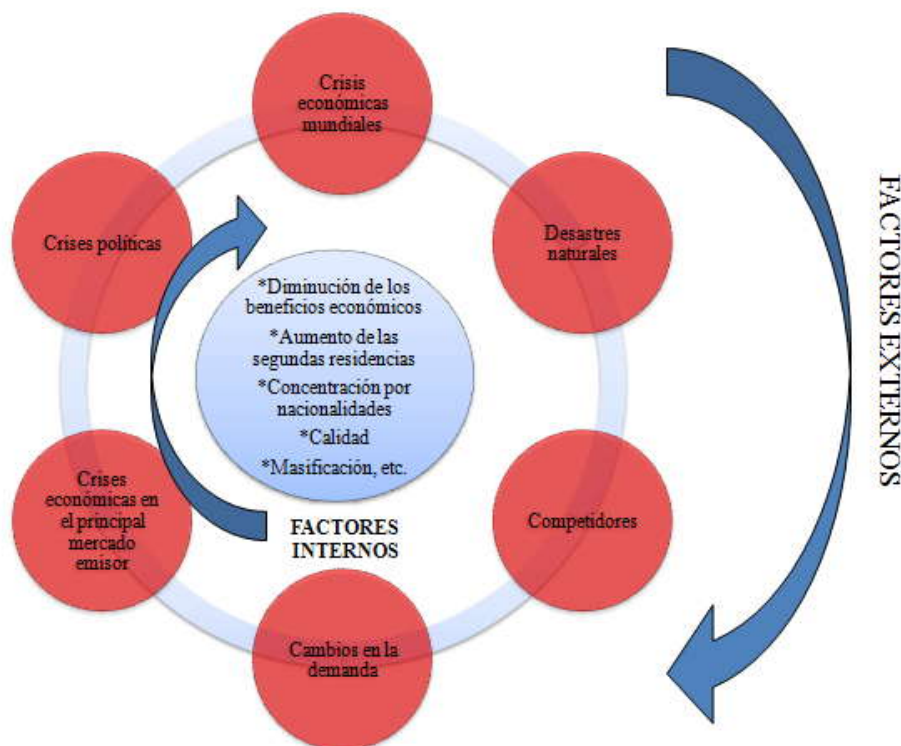 Crisis
económicas
mundiales
Desastres
naturales
Competidores
Cambios en la
demanda
Crises
económicas en
el principal
mercado
emisor
Crises políticas
*Diminución de los
beneficios económicos
*Aumento de las
segundas residencias
*Concentración por
nacionalidades
*Calidad
*Masificación, etc.
FACTORES
INTERNOS
FACTORES EXTERNOS